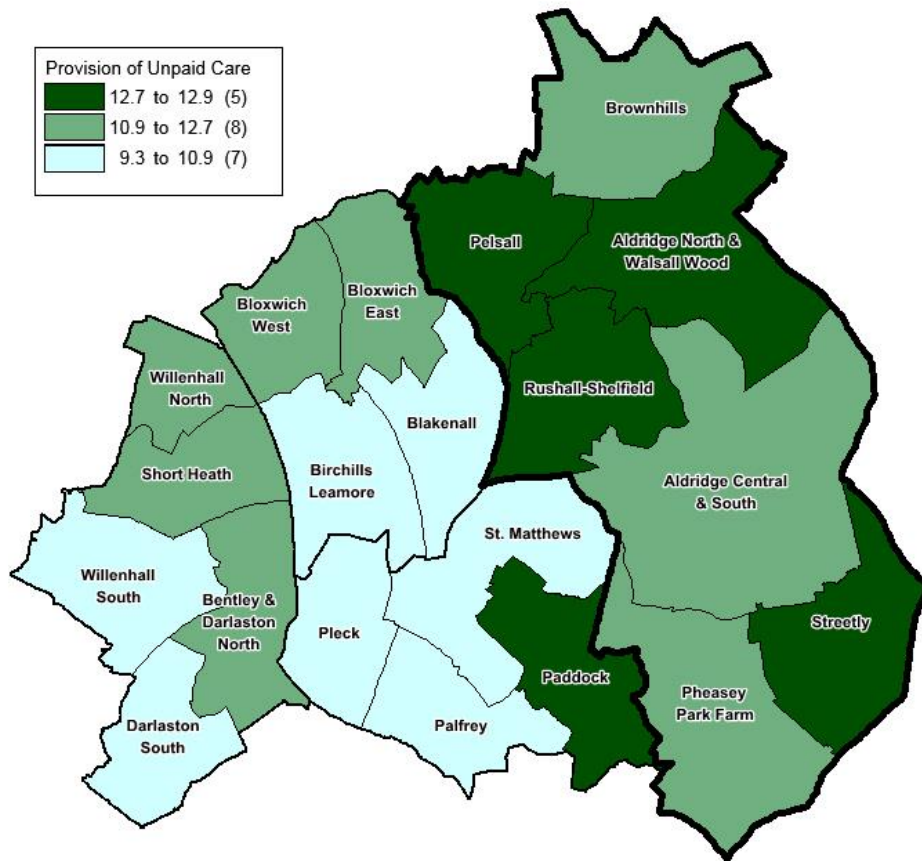 Provision of Unpaid Care
12.7 to 12.9 (5)
10.9 to 12.7 (8)
9.3 to 10.9 (7)
Brownhills
Pelsall
Aldridge North &
Walsall Wood
Bloxwich
West
Bloxwich
East
Willenhall
North
Rushall-Shelfield
Blakenall
Short Heath
Birchills
Leamore
Aldridge Central
& South
St. Matthews
Willenhall
South
Bentley &
Darlaston
North
Pleck
Streetly
Paddock
Pheasey
Park Farm
Darlaston
South
Palfrey